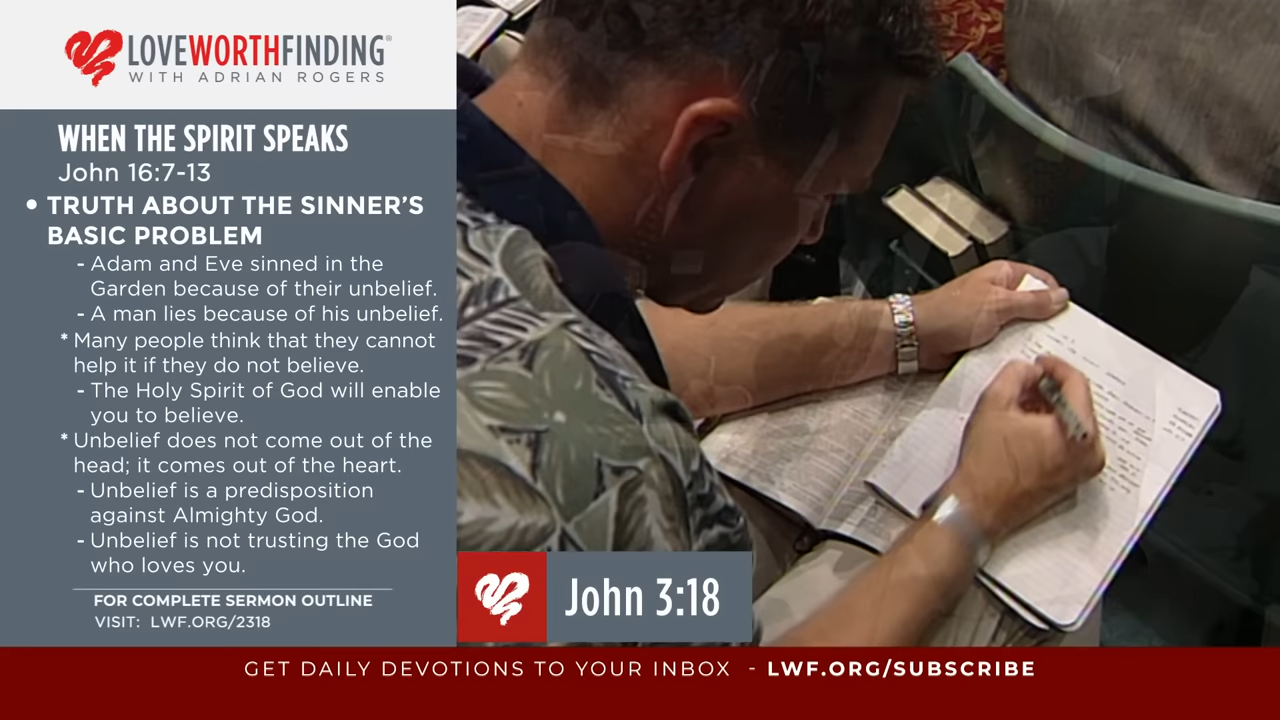 LOVEWORTHFINDING®
WITH ADRIAN ROGERS
WHEN THE SPIRIT SPEAKS
John 16:7-13
• TRUTH ABOUT THE SINNER'S
BASIC PROBLEM
- Adam and Eve sinned in the
Garden because of their unbelief.
- A man lies because of his unbelief.
* Many people think that they cannot
help it if they do not believe.
- The Holy Spirit of God will enable
you to believe.
* Unbelief does not come out of the
head; it comes out of the heart.
- Unbelief is a predisposition
against Almighty God.
- Unbelief is not trusting the God
who loves you.
FOR COMPLETE SERMON OUTLINE
VISIT: LWF.ORG/2318
John 3:18
GET DAILY DEVOTIONS TO YOUR INBOX - LWF.ORG/SUBSCRIBE